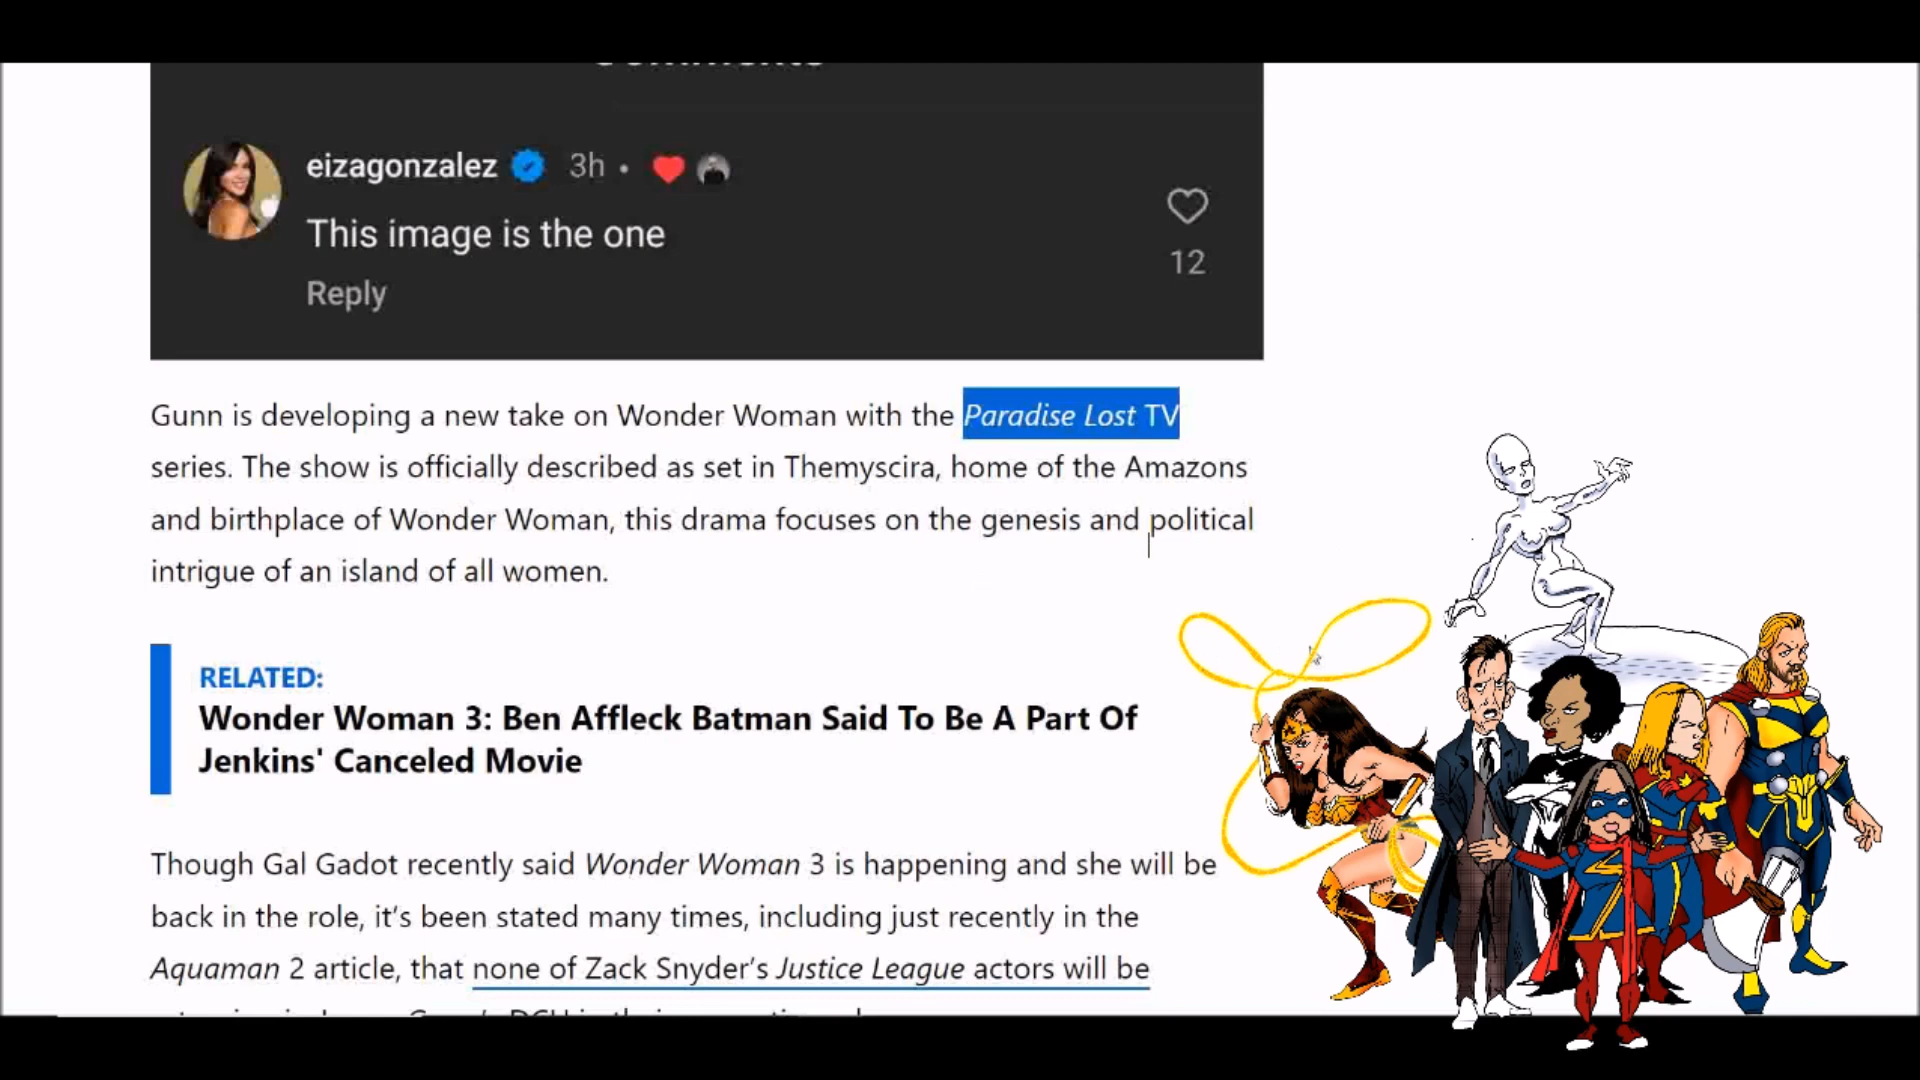 eizagonzalez 3h •
This image is the one
12
Reply
Gunn is developing a new take on Wonder Woman with the Paradise Lost TV
series. The show is officially described as set in Themyscira, home of the Amazons
and birthplace of Wonder Woman, this drama focuses on the genesis and political
intrigue of an island of all women.
RELATED:
Wonder Woman 3: Ben Affleck Batman Said To Be A Part Of
Jenkins' Canceled Movie
Though Gal Gadot recently said Wonder Woman 3 is happening and she will be
back in the role, it’s been stated many times, including just recently in the
Aquaman 2 article, that none of Zack Snyder’s Justice League actors will be